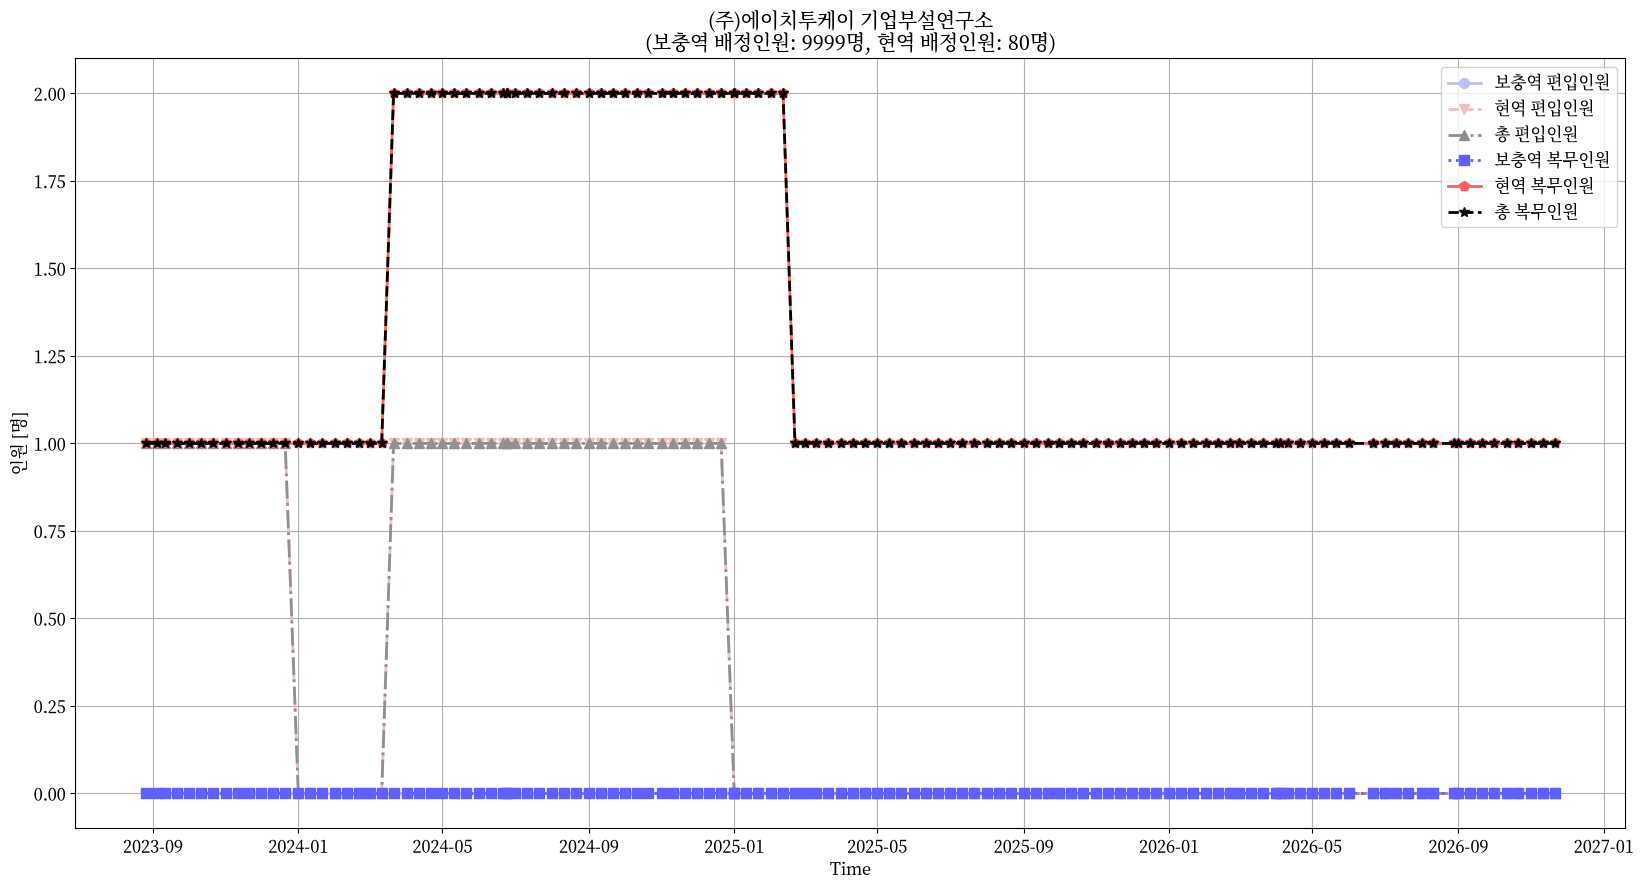 (주)에이치투케이 기업부설연구소
(보충역 배정인원: 9999명, 현역 배정인원: 80명)
보충역 편입인원
현역 편입인원
총 편입인원
보충역 복무인원
현역 복무인원
총 복무인원
인원 [명]
2.00
1.75
1.50
1.25
1.00
0.75
0.50
0.25
0.00
2023-09 2024-01 2024-05 2024-09 2025-01 2025-05 2025-09 2026-01 2026-05 2026-09 2027-01
Time